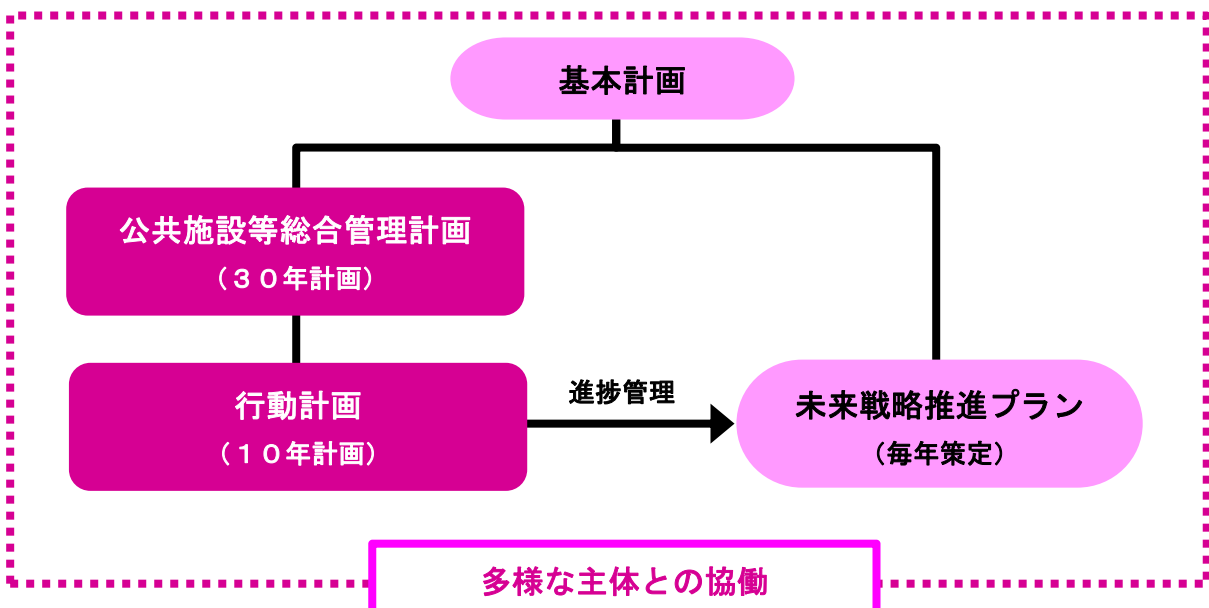 基本計画
公共施設等総合管理計画
（３０年計画）
行動計画
（１０年計画）
進捗管理
未来戦略推進プラン
（毎年策定）
多様な主体との協働